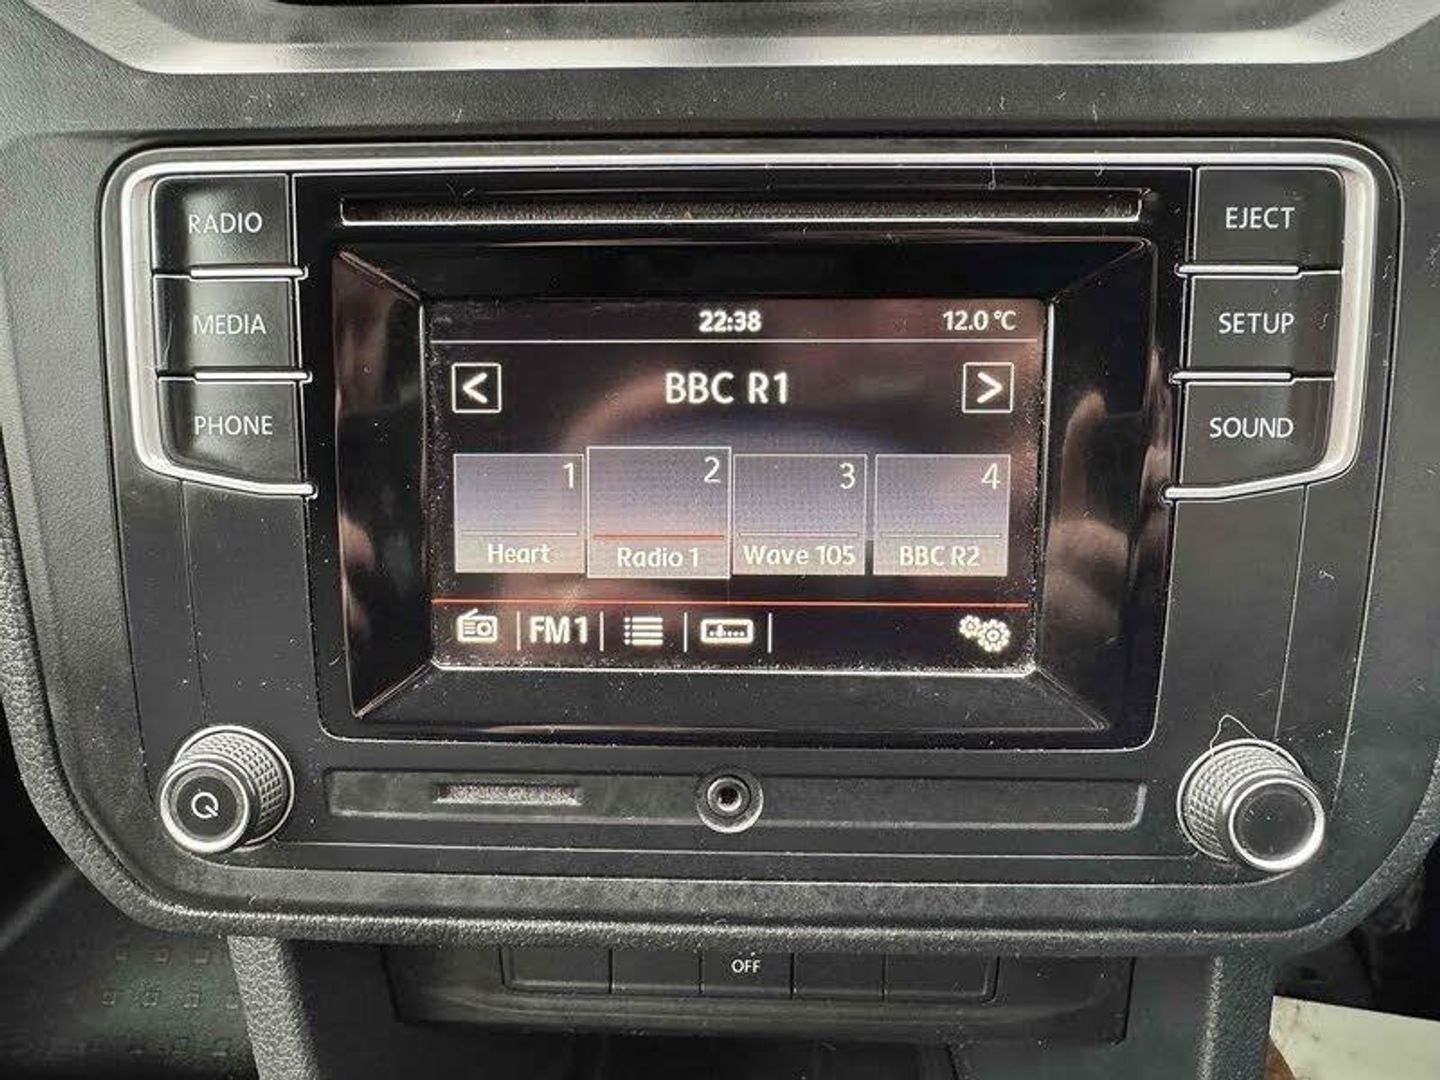 RADIO
MEDIA
PHONE
EJECT
SETUP
SOUND
22:38 12.0 °C
< BBC R1 >
1 2 3 4
Heart Radio 1 Wave 105 BBC R2
FM1
OFF